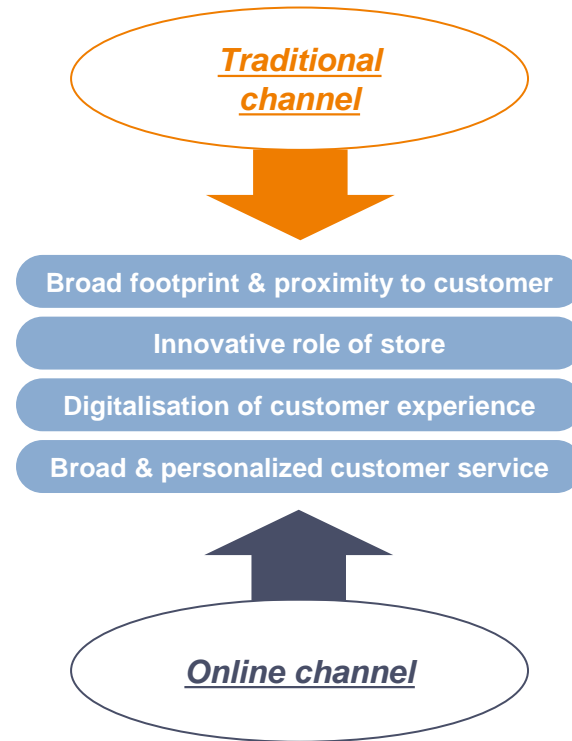 Traditional
channel
Broad footprint & proximity to customer
Innovative role of store
Digitalisation of customer experience
Broad & personalized customer service
Online channel